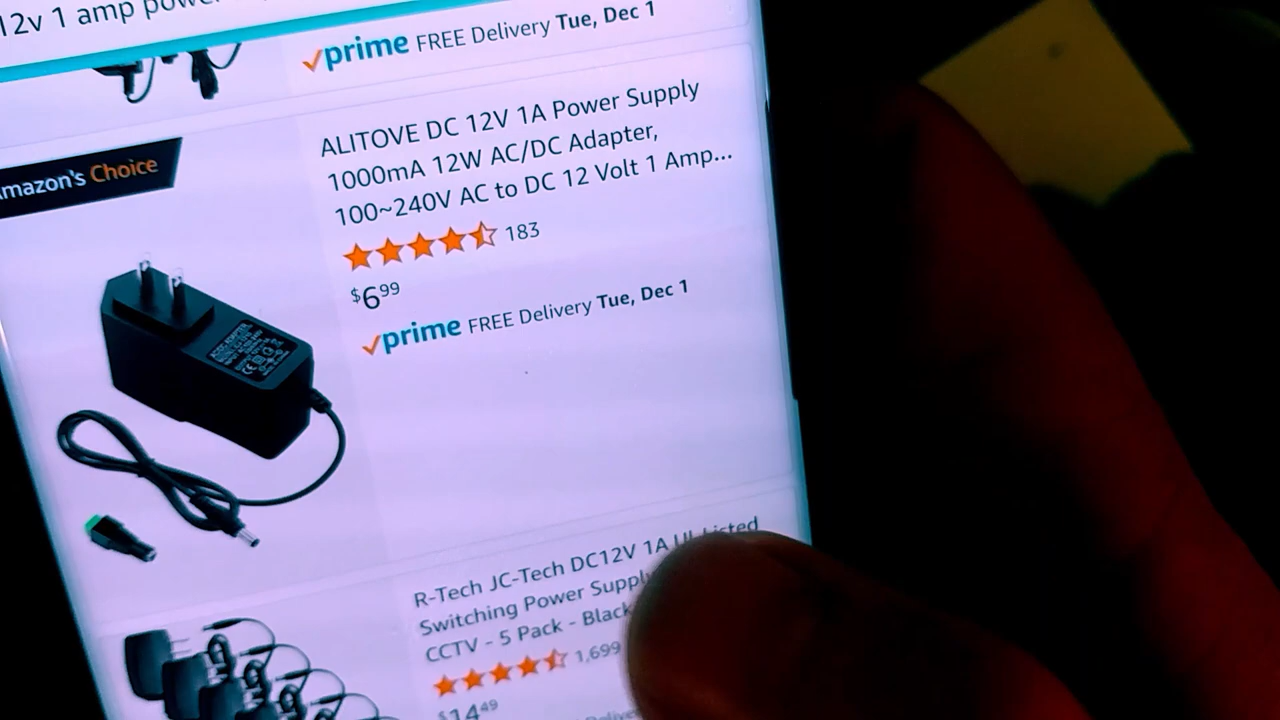 12v 1 amp
prime FREE Delivery Tue, Dec 1
Amazon's Choice
ALITOVE DC 12V 1A Power Supply
1000mA 12W AC/DC Adapter,
100~240V AC to DC 12 Volt 1 Amp...
183
$6.99
prime FREE Delivery Tue, Dec 1
AC/DC ADAPTER
R-Tech JC-Tech DC12V 1A UL Listed
Switching Power Supply
CCTV - 5 Pack - Black
1,699
$14.49